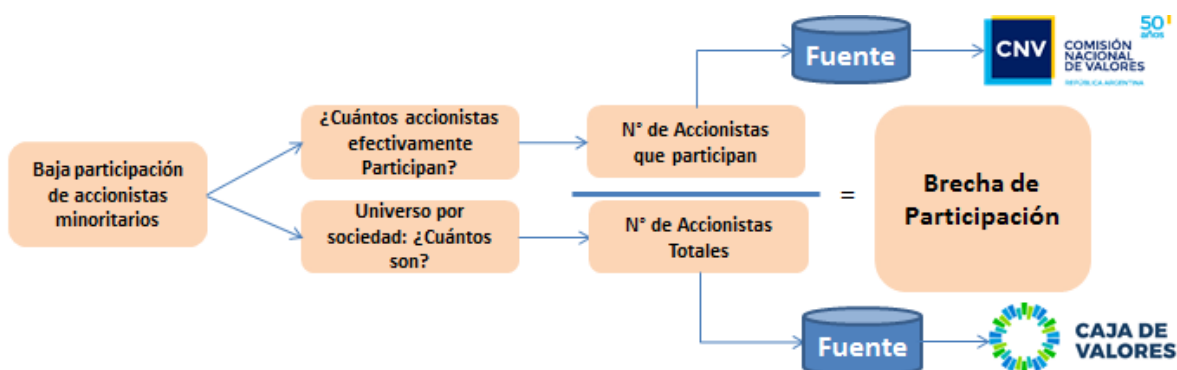 50
años
Fuente
CNV
COMISIÓN
NACIONAL
DE VALORES
REPÚBLICA ARGENTINA
¿Cuántos accionistas
efectivamente
Participan?
N° de Accionistas
que participan
Baja participación
de accionistas
minoritarios
=
Brecha de
Participación
Universo por
sociedad: ¿Cuántos
son?
N° de Accionistas
Totales
Fuente
CAJA DE
VALORES